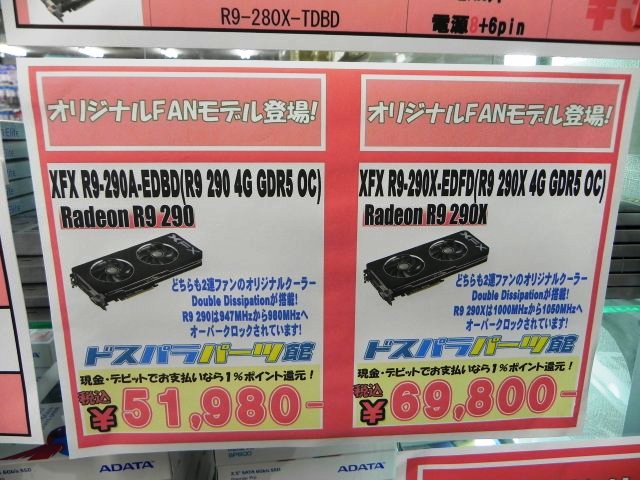 R9-280X-TDBD
電源8+6pin
オリジナルFANモデル登場!
XFX R9-290A-EDBD(R9 290 4G GDR5 OC)
Radeon R9 290
XFX
どちらも2連ファンのオリジナルクーラー
Double Dissipationが搭載!
R9 290は947MHzから980MHzへ
オーバークロックされています!
ドスパラパーツ館
現金・デビットでお支払いなら1%ポイント還元!
税込
¥51,980-
オリジナルFANモデル登場!
XFX R9-290X-EDFD(R9 290X 4G GDR5 OC)
Radeon R9 290X
XFX
どちらも2連ファンのオリジナルクーラー
Double Dissipationが搭載!
R9 290Xは1000MHzから1050MHzへ
オーバークロックされています!
ドスパラパーツ館
現金・デビットでお支払いなら1%ポイント還元!
税込
¥69,800-
ADATA
SP600
2.5" SATA 6Gb/s SSD
ADATA